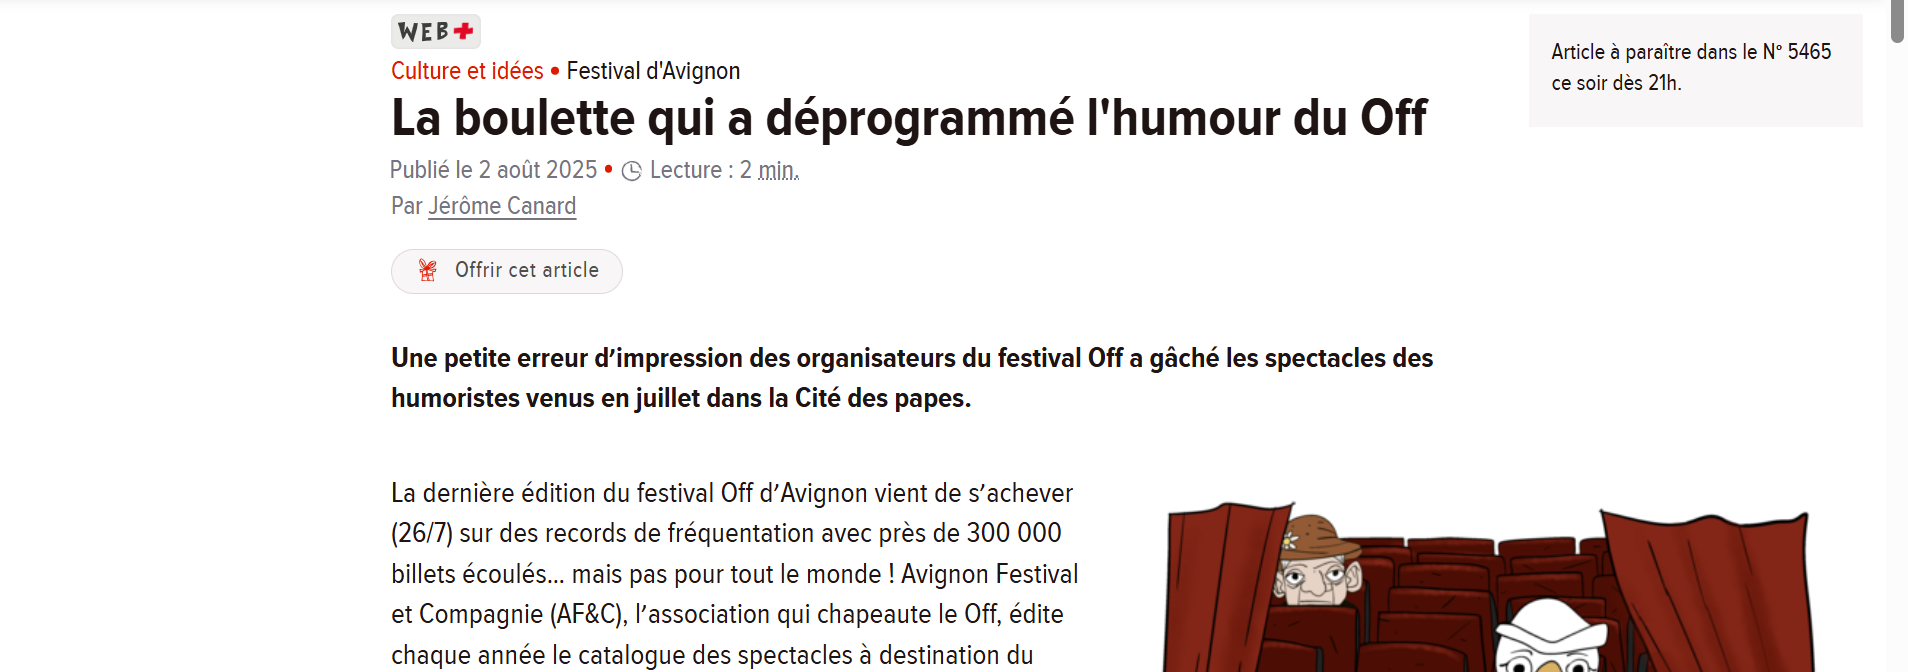 WEB+
Culture et idées • Festival d'Avignon
La boulette qui a déprogrammé l'humour du Off
Publié le 2 août 2025 • Lecture : 2 min.
Par Jérôme Canard
Offrir cet article
Article à paraître dans le N° 5465
ce soir dès 21h.
Une petite erreur d’impression des organisateurs du festival Off a gâché les spectacles des
humoristes venus en juillet dans la Cité des papes.
La dernière édition du festival Off d’Avignon vient de s’achever
(26/7) sur des records de fréquentation avec près de 300 000
billets écoulés... mais pas pour tout le monde ! Avignon Festival
et Compagnie (AF&C), l’association qui chapeaute le Off, édite
chaque année le catalogue des spectacles à destination du